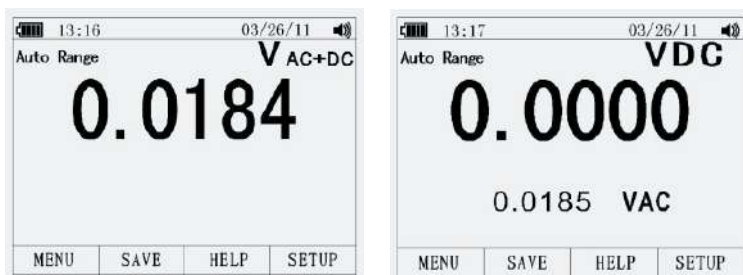 13:16 03/26/11
Auto Range V AC+DC
0.0184
MENU SAVE HELP SETUP
13:17 03/26/11
Auto Range VDC
0.0000
0.0185 VAC
MENU SAVE HELP SETUP